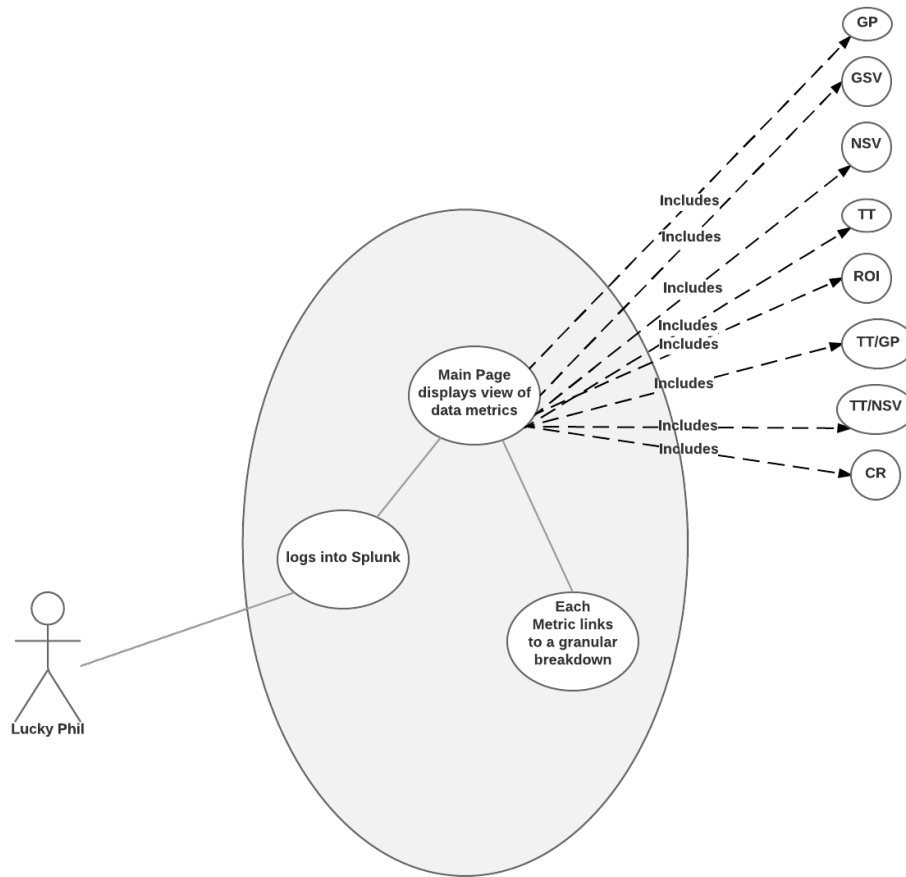 GP
GSV
NSV
Includes
TT
Includes
ROI
Includes
Includes
Includes
TT/GP
Main Page
displays view of
data metrics
Includes
TT/NSV
Includes
Includes
CR
logs into Splunk
Each
Metric links
to a granular
breakdown
Lucky Phil